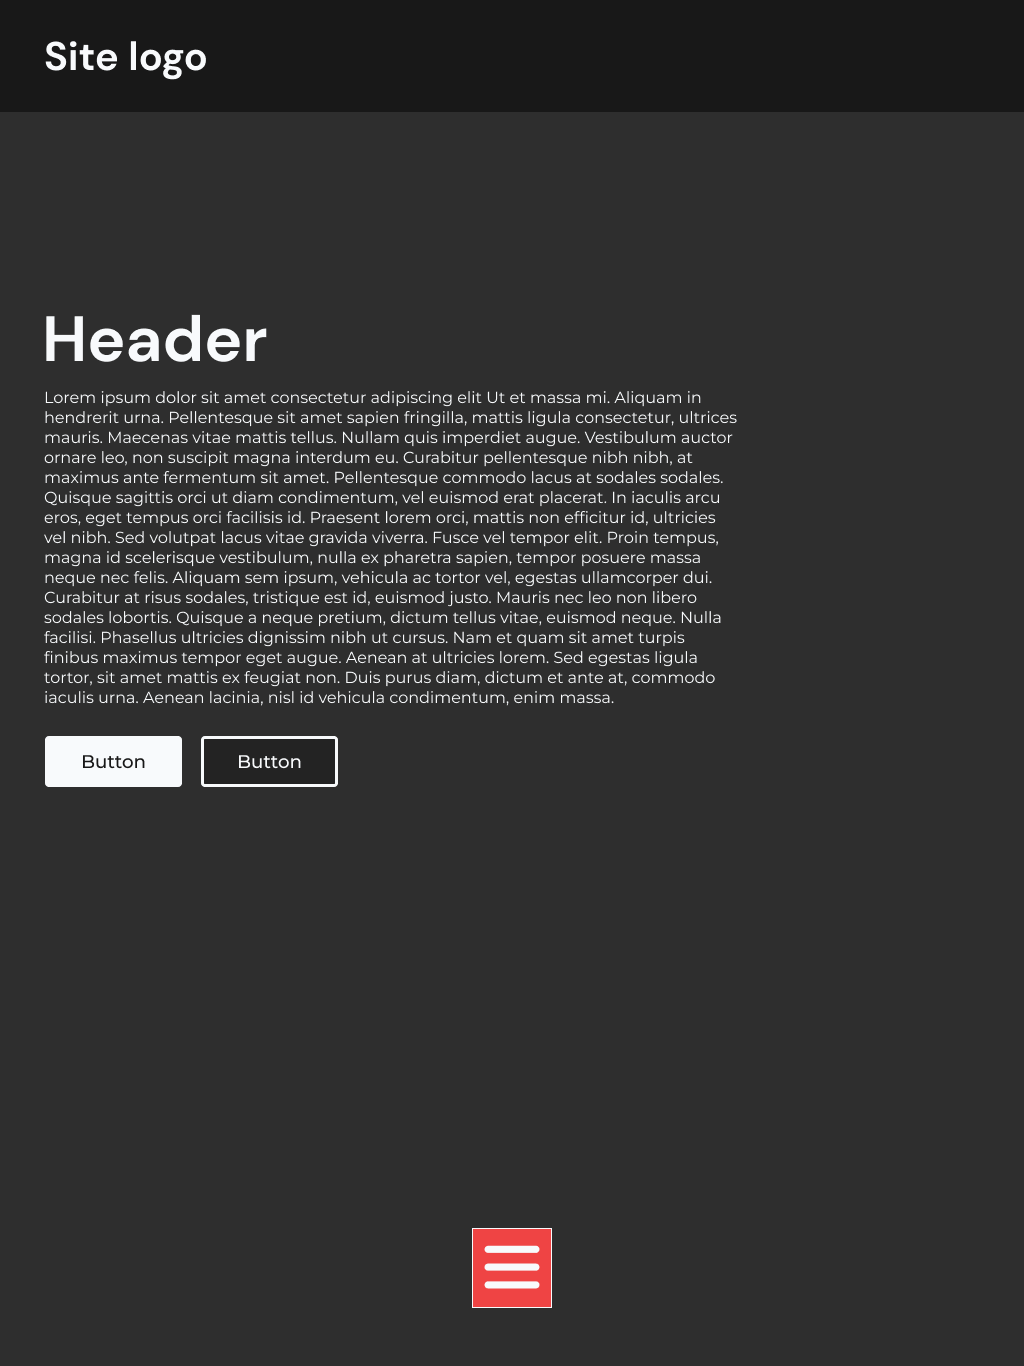 Site logo
Header
Lorem ipsum dolor sit amet consectetur adipiscing elit Ut et massa mi. Aliquam in
hendrerit urna. Pellentesque sit amet sapien fringilla, mattis ligula consectetur, ultrices
mauris. Maecenas vitae mattis tellus. Nullam quis imperdiet augue. Vestibulum auctor
ornare leo, non suscipit magna interdum eu. Curabitur pellentesque nibh nibh, at
maximus ante fermentum sit amet. Pellentesque commodo lacus at sodales sodales.
Quisque sagittis orci ut diam condimentum, vel euismod erat placerat. In iaculis arcu
eros, eget tempus orci facilisis id. Praesent lorem orci, mattis non efficitur id, ultricies
vel nibh. Sed volutpat lacus vitae gravida viverra. Fusce vel tempor elit. Proin tempus,
magna id scelerisque vestibulum, nulla ex pharetra sapien, tempor posuere massa
neque nec felis. Aliquam sem ipsum, vehicula ac tortor vel, egestas ullamcorper dui.
Curabitur at risus sodales, tristique est id, euismod justo. Mauris nec leo non libero
sodales lobortis. Quisque a neque pretium, dictum tellus vitae, euismod neque. Nulla
facilisi. Phasellus ultricies dignissim nibh ut cursus. Nam et quam sit amet turpis
finibus maximus tempor eget augue. Aenean at ultricies lorem. Sed egestas ligula
tortor, sit amet mattis ex feugiat non. Duis purus diam, dictum et ante at, commodo
iaculis urna. Aenean lacinia, nisl id vehicula condimentum, enim massa.
Button
Button